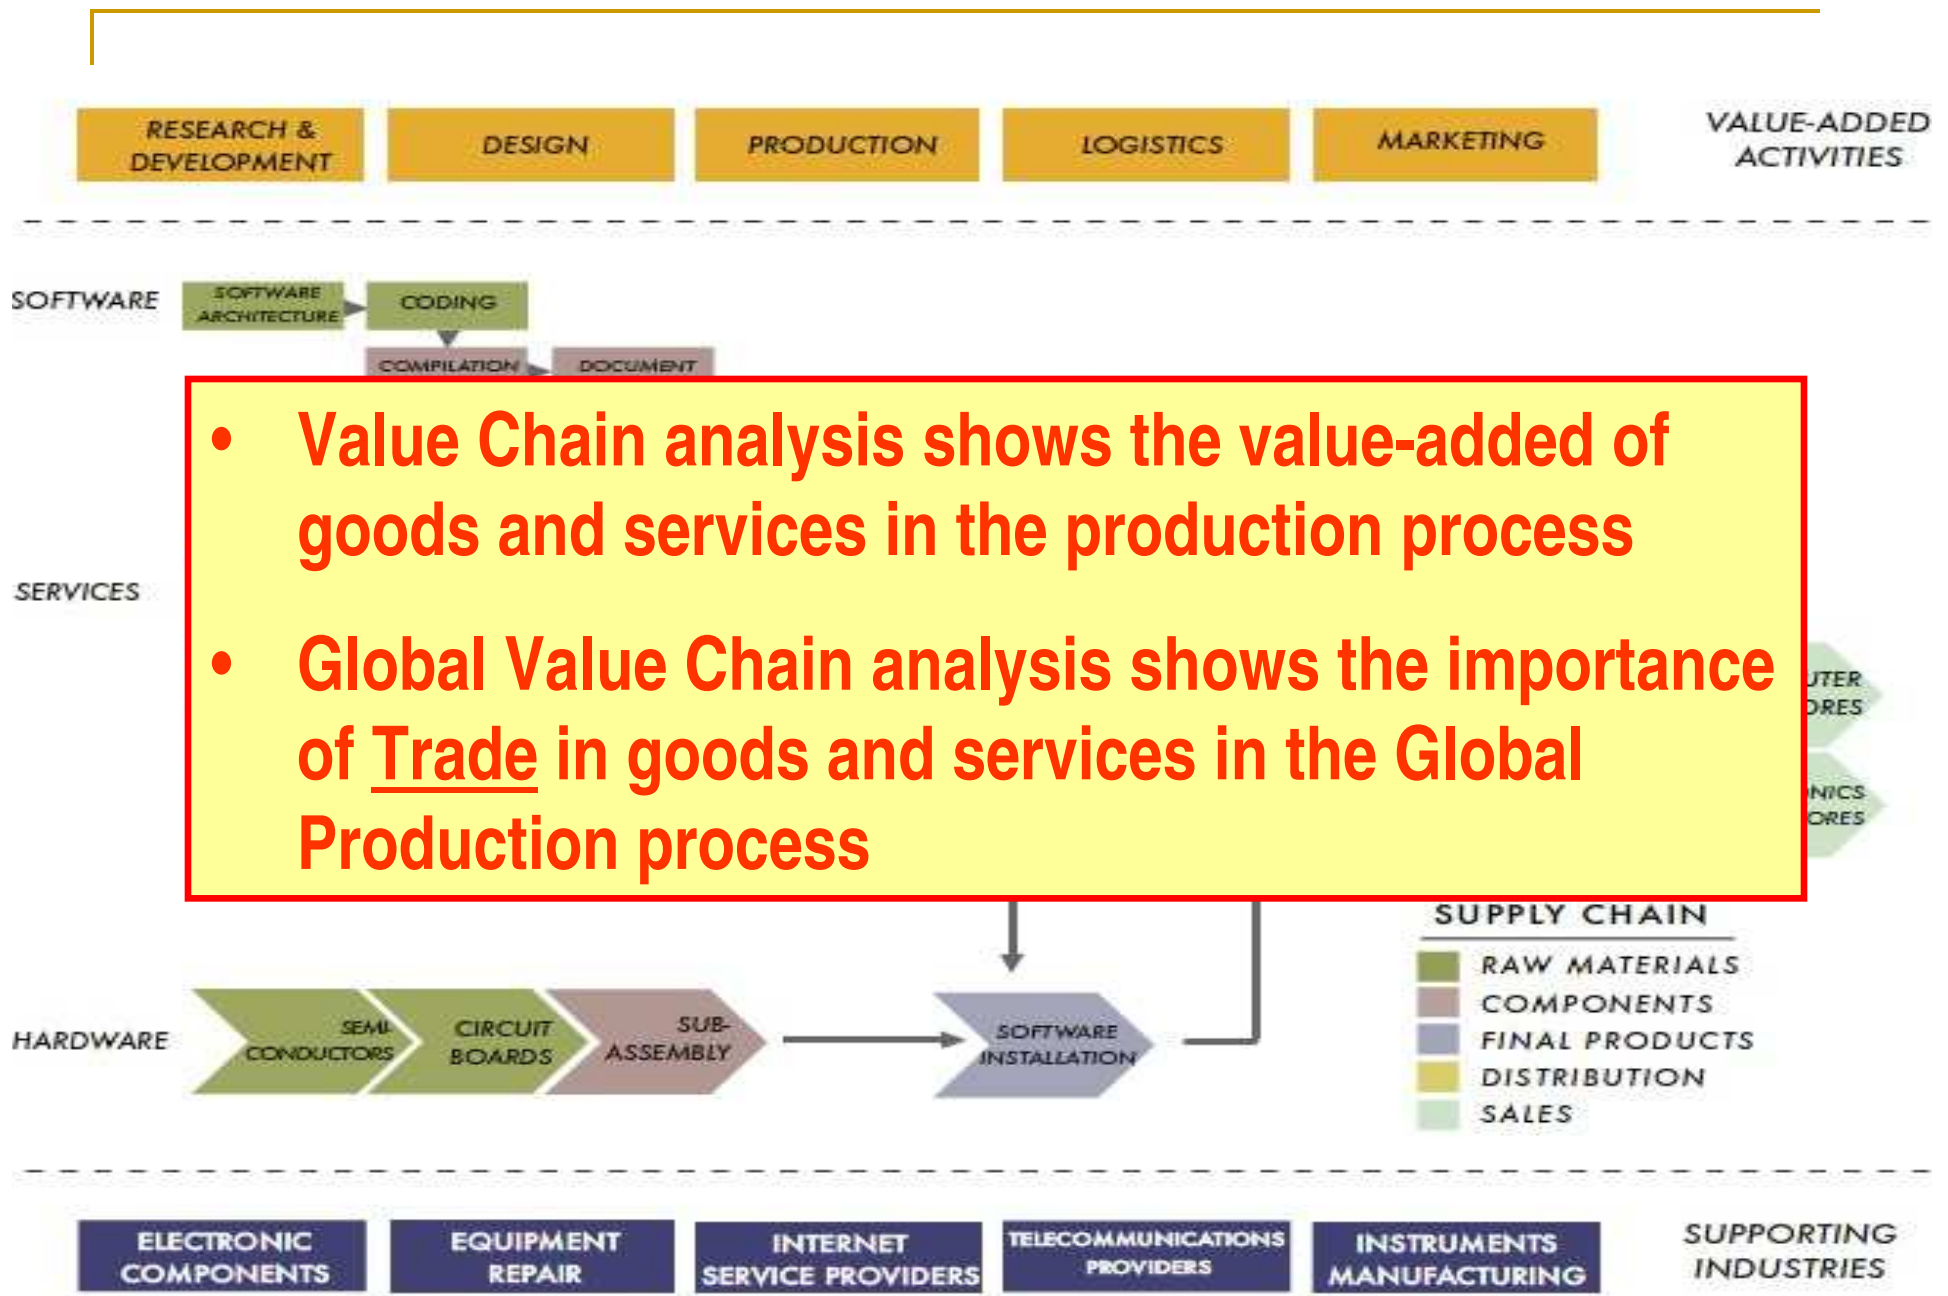 RESEARCH &
DEVELOPMENT
DESIGN
PRODUCTION
LOGISTICS
MARKETING
VALUE-ADDED
ACTIVITIES
SOFTWARE
SOFTWARE
ARCHITECTURE
CODING
COMPILATION
DOCUMENT
• Value Chain analysis shows the value-added of
goods and services in the production process
SERVICES
• Global Value Chain analysis shows the importance
of Trade in goods and services in the Global
Production process
UTER
ORES
NICS
ORES
HARDWARE
SEMI-
CONDUCTORS
CIRCUIT
BOARDS
SUB-
ASSEMBLY
SOFTWARE
INSTALLATION
SUPPLY CHAIN
RAW MATERIALS
COMPONENTS
FINAL PRODUCTS
DISTRIBUTION
SALES
ELECTRONIC
COMPONENTS
EQUIPMENT
REPAIR
INTERNET
SERVICE PROVIDERS
TELECOMMUNICATIONS
PROVIDERS
INSTRUMENTS
MANUFACTURING
SUPPORTING
INDUSTRIES